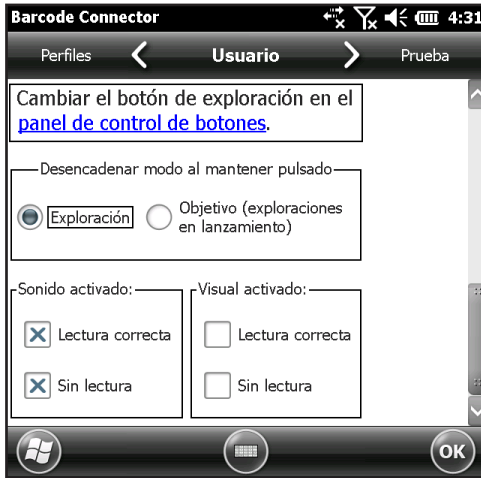 Barcode Connector 4:31
Perfiles Usuario Prueba
Cambiar el botón de exploración en el
panel de control de botones.
Desencadenar modo al mantener pulsado
Exploración
Objetivo (exploraciones
en lanzamiento)
Sonido activado:
Lectura correcta
Sin lectura
Visual activado:
Lectura correcta
Sin lectura
OK